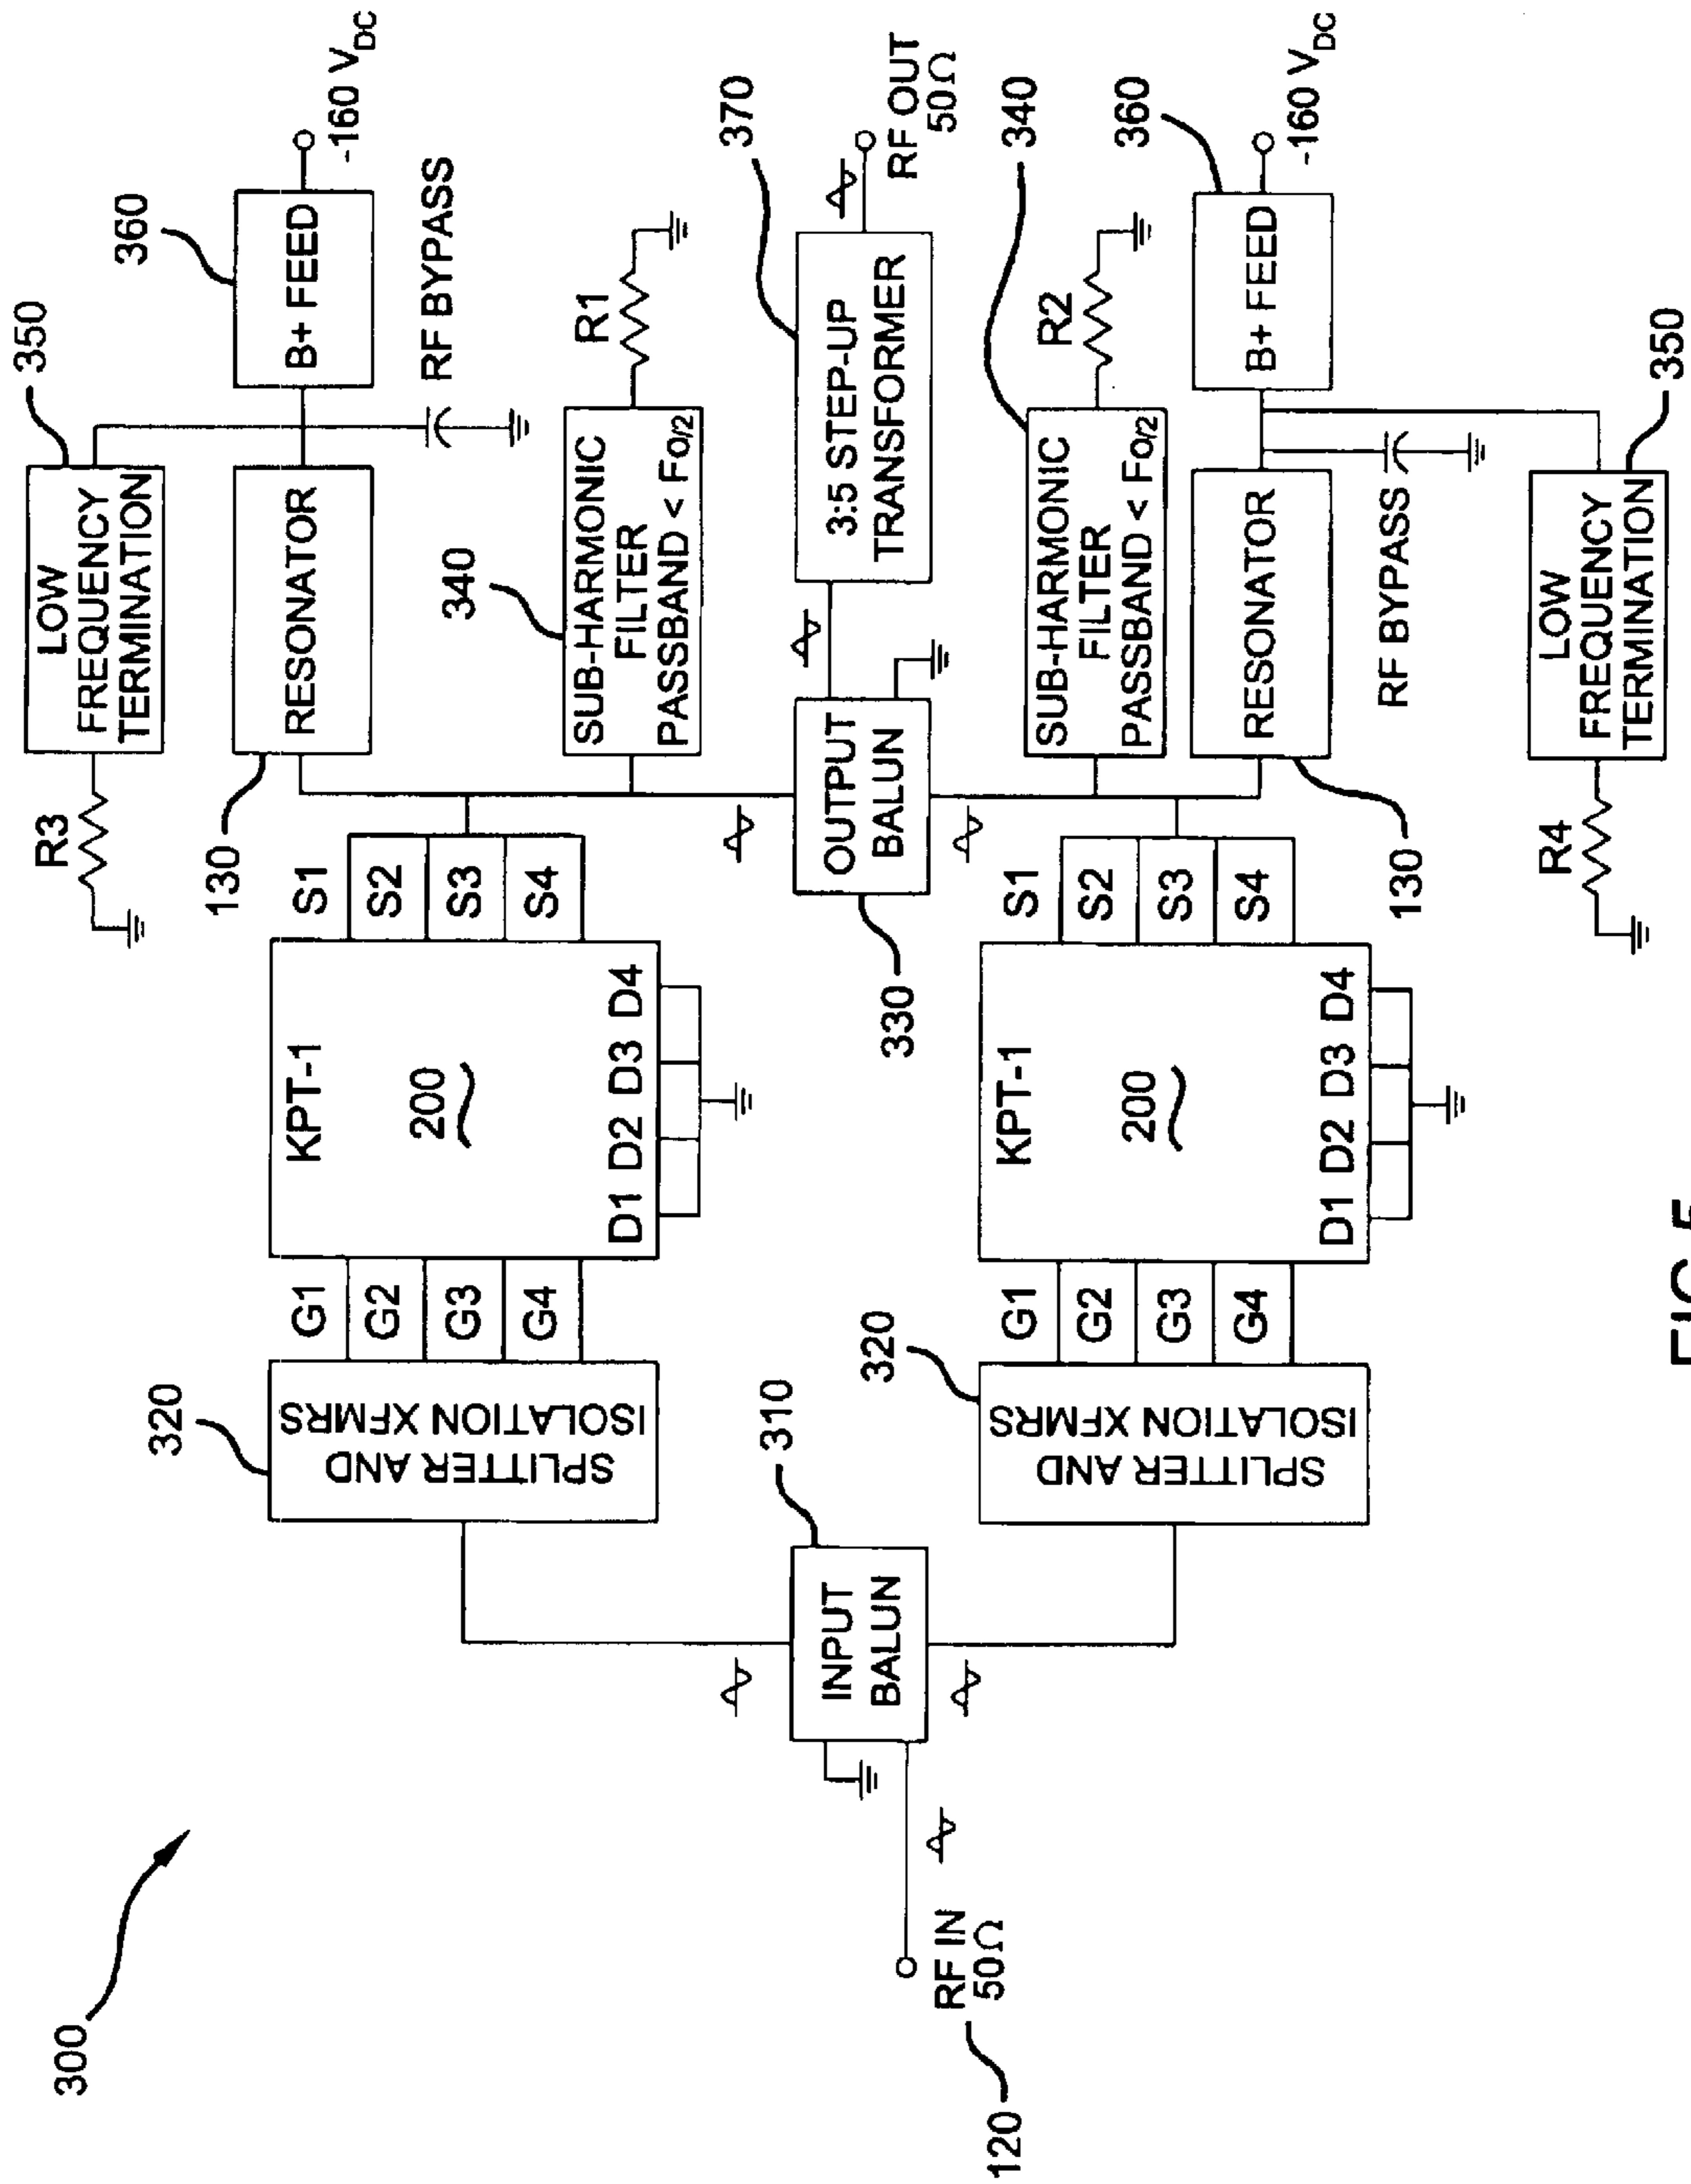 300
120
RF IN
50Ω
INPUT
BALUN
310
320
SPLITTER AND
ISOLATION XFMRS
G1
G2
G3
G4
KPT-1
200
D1 D2 D3 D4
S1
S2
S3
S4
R3
LOW
FREQUENCY
TERMINATION
350
130
RESONATOR
360
B+ FEED
-160 VDC
RF BYPASS
340
SUB-HARMONIC
FILTER
PASSBAND < Fo/2
R1
330
OUTPUT
BALUN
3:5 STEP-UP
TRANSFORMER
370
RF OUT
50Ω
320
SPLITTER AND
ISOLATION XFMRS
G1
G2
G3
G4
KPT-1
200
D1 D2 D3 D4
S1
S2
S3
S4
SUB-HARMONIC
FILTER
PASSBAND < Fo/2
R2
340
130
RESONATOR
RF BYPASS
B+ FEED
360
-160 VDC
R4
LOW
FREQUENCY
TERMINATION
350